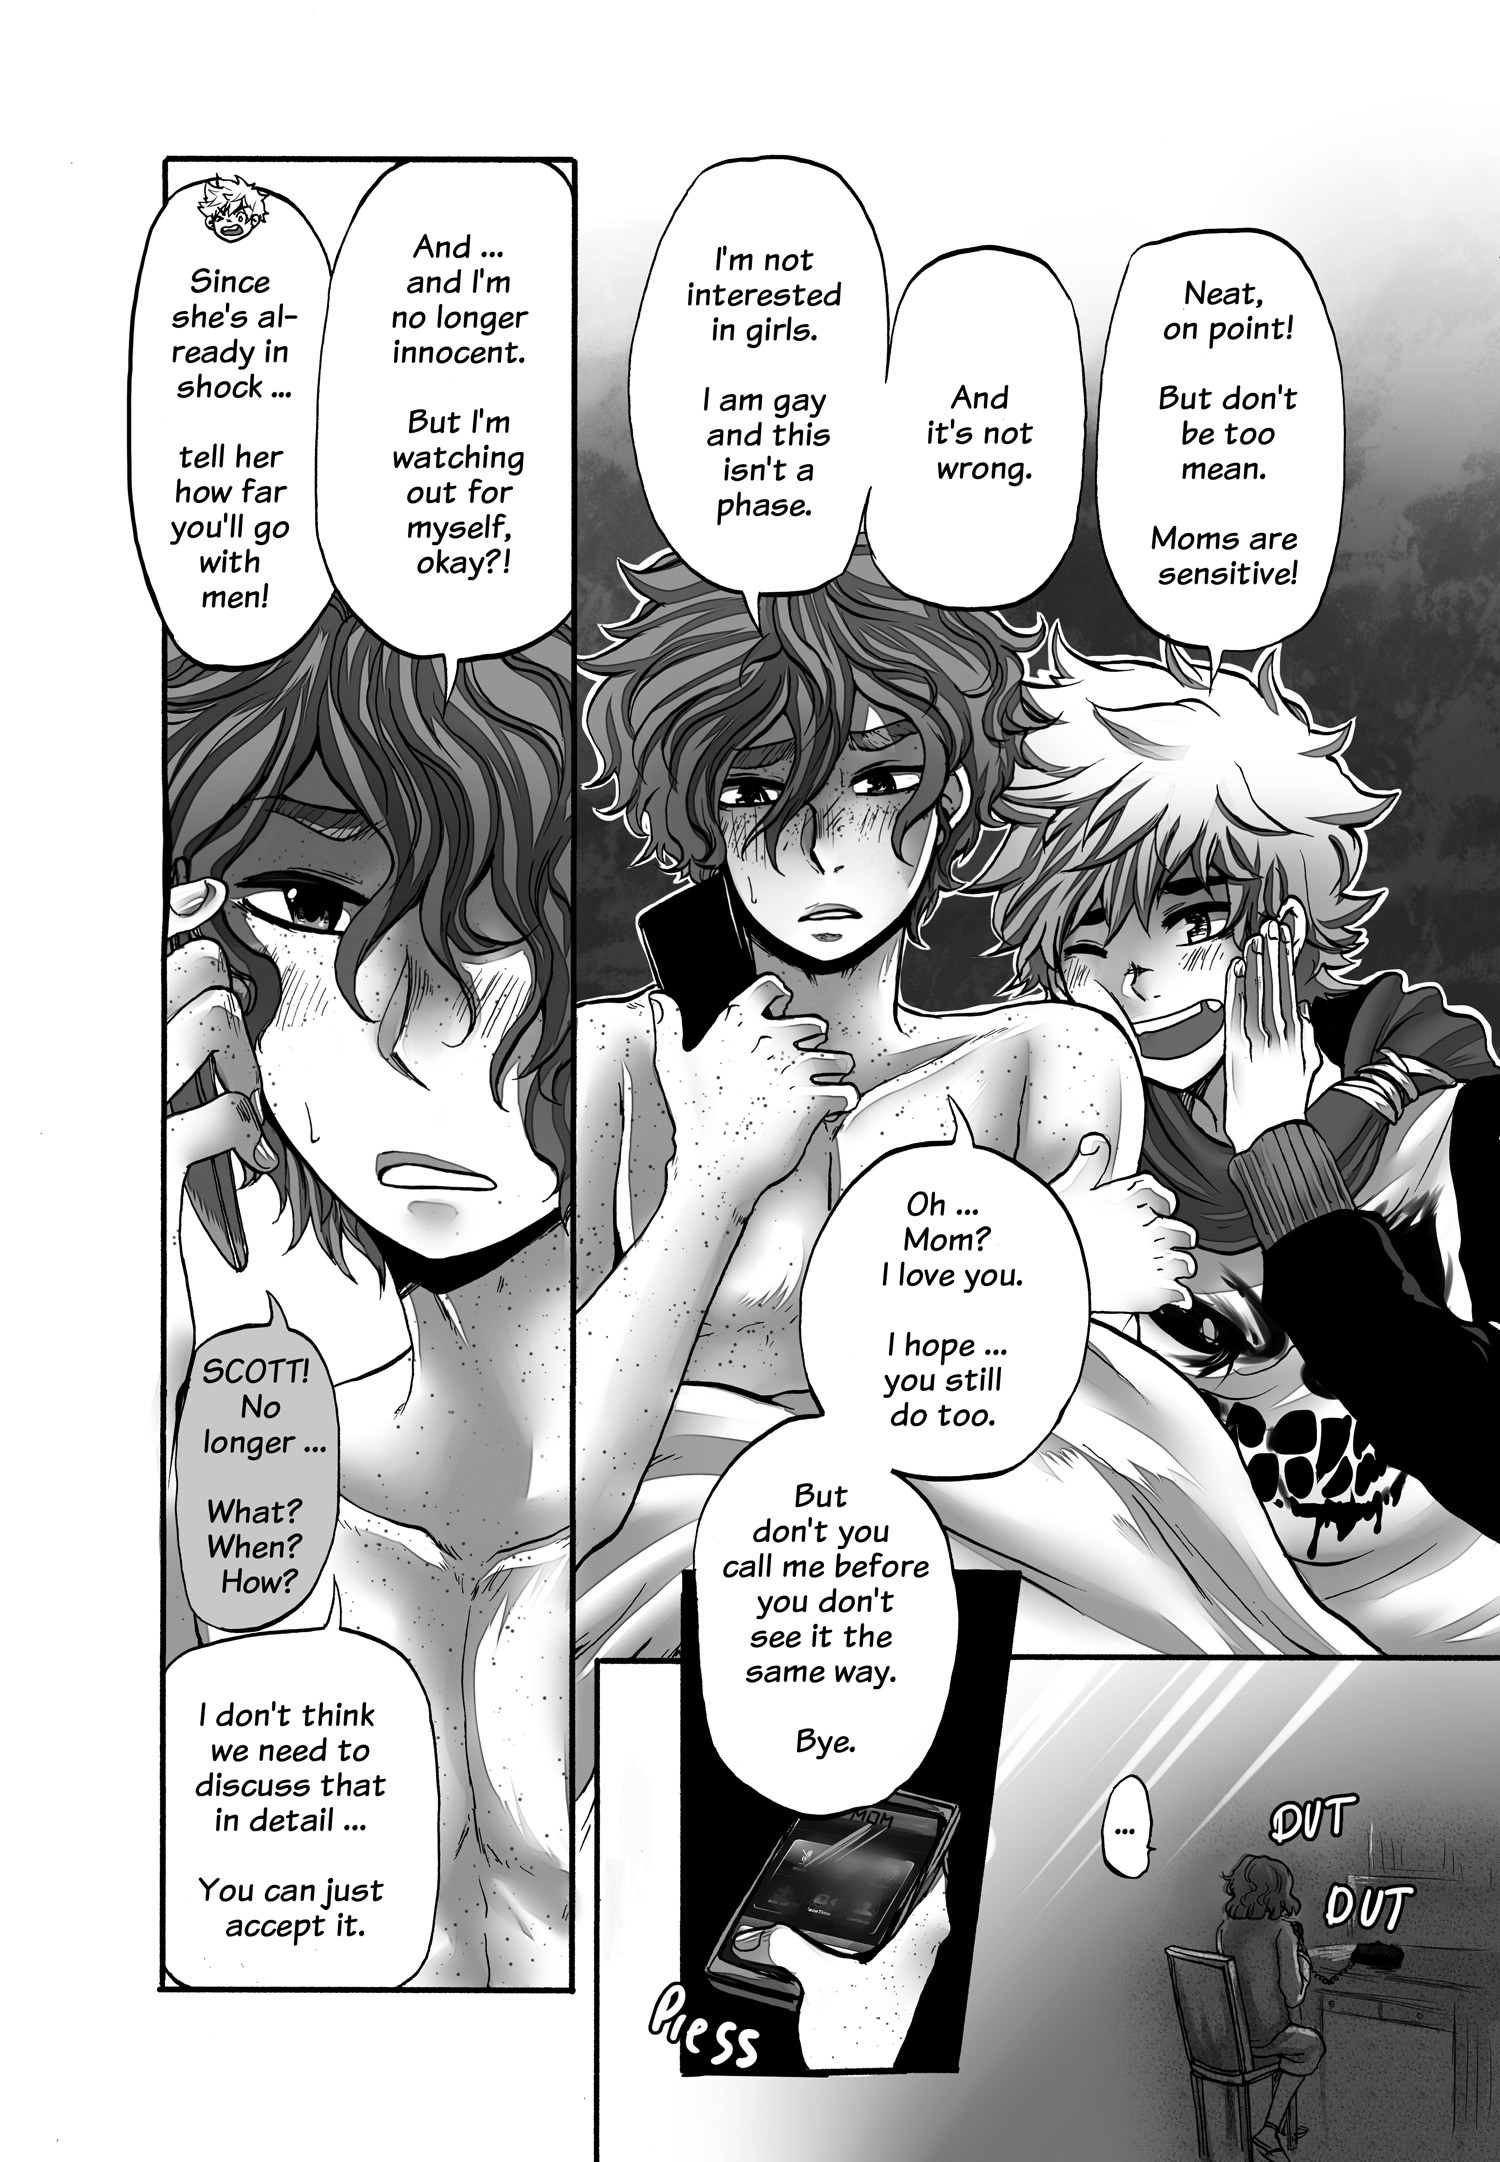 Since
she's al-
ready in
shock ...
tell her
how far
you'll go
with
men!
And ...
and I'm
no longer
innocent.
But I'm
watching
out for
myself,
okay?!
SCOTT!
No
longer ...
What?
When?
How?
I don't think
we need to
discuss that
in detail ...
You can just
accept it.
I'm not
interested
in girls.
I am gay
and this
isn't a
phase.
And
it's not
wrong.
Neat,
on point!
But don't
be too
mean.
Moms are
sensitive!
Oh ...
Mom?
I love you.
I hope ...
you still
do too.
But
don't you
call me before
you don't
see it the
same way.
Bye.
MOM
FaceTime
Press
...
DUT
DUT